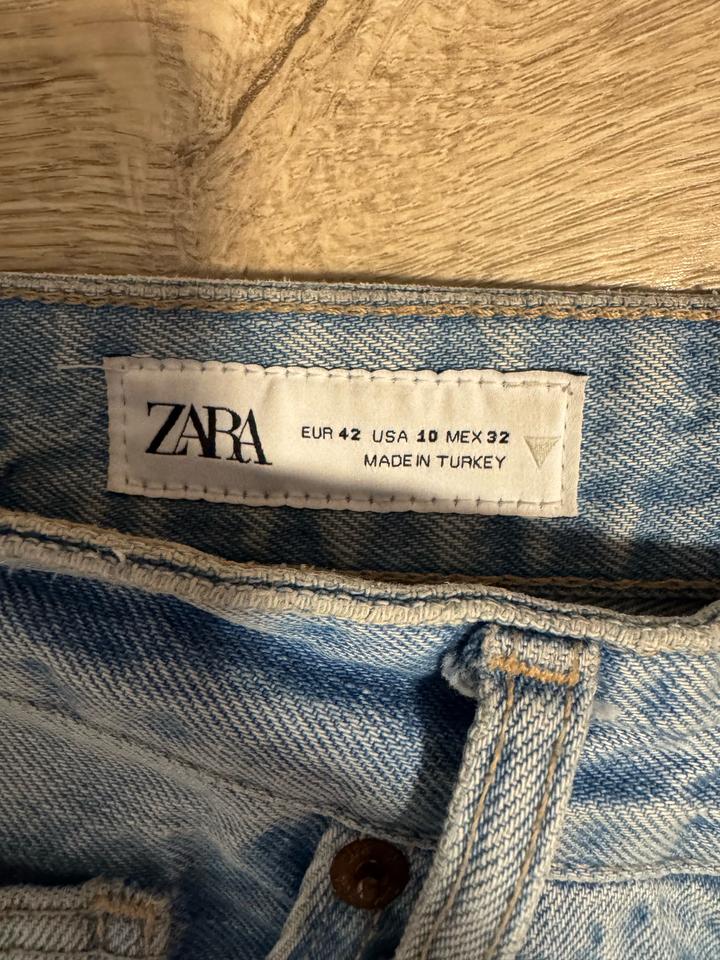 ZARA
EUR 42 USA 10 MEX 32
MADE IN TURKEY